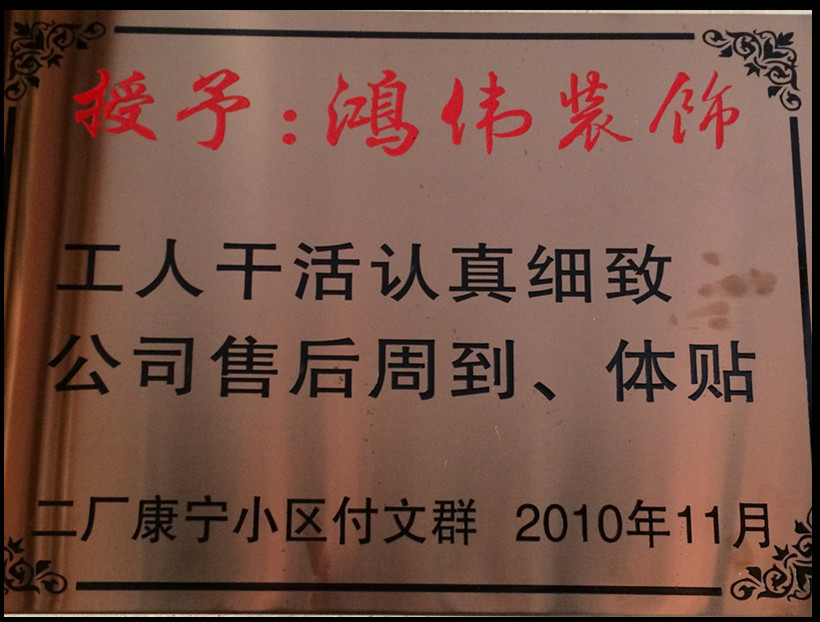 授予:鸿伟装饰
工人干活认真细致
公司售后周到、体贴
二厂康宁小区付文群 2010年11月